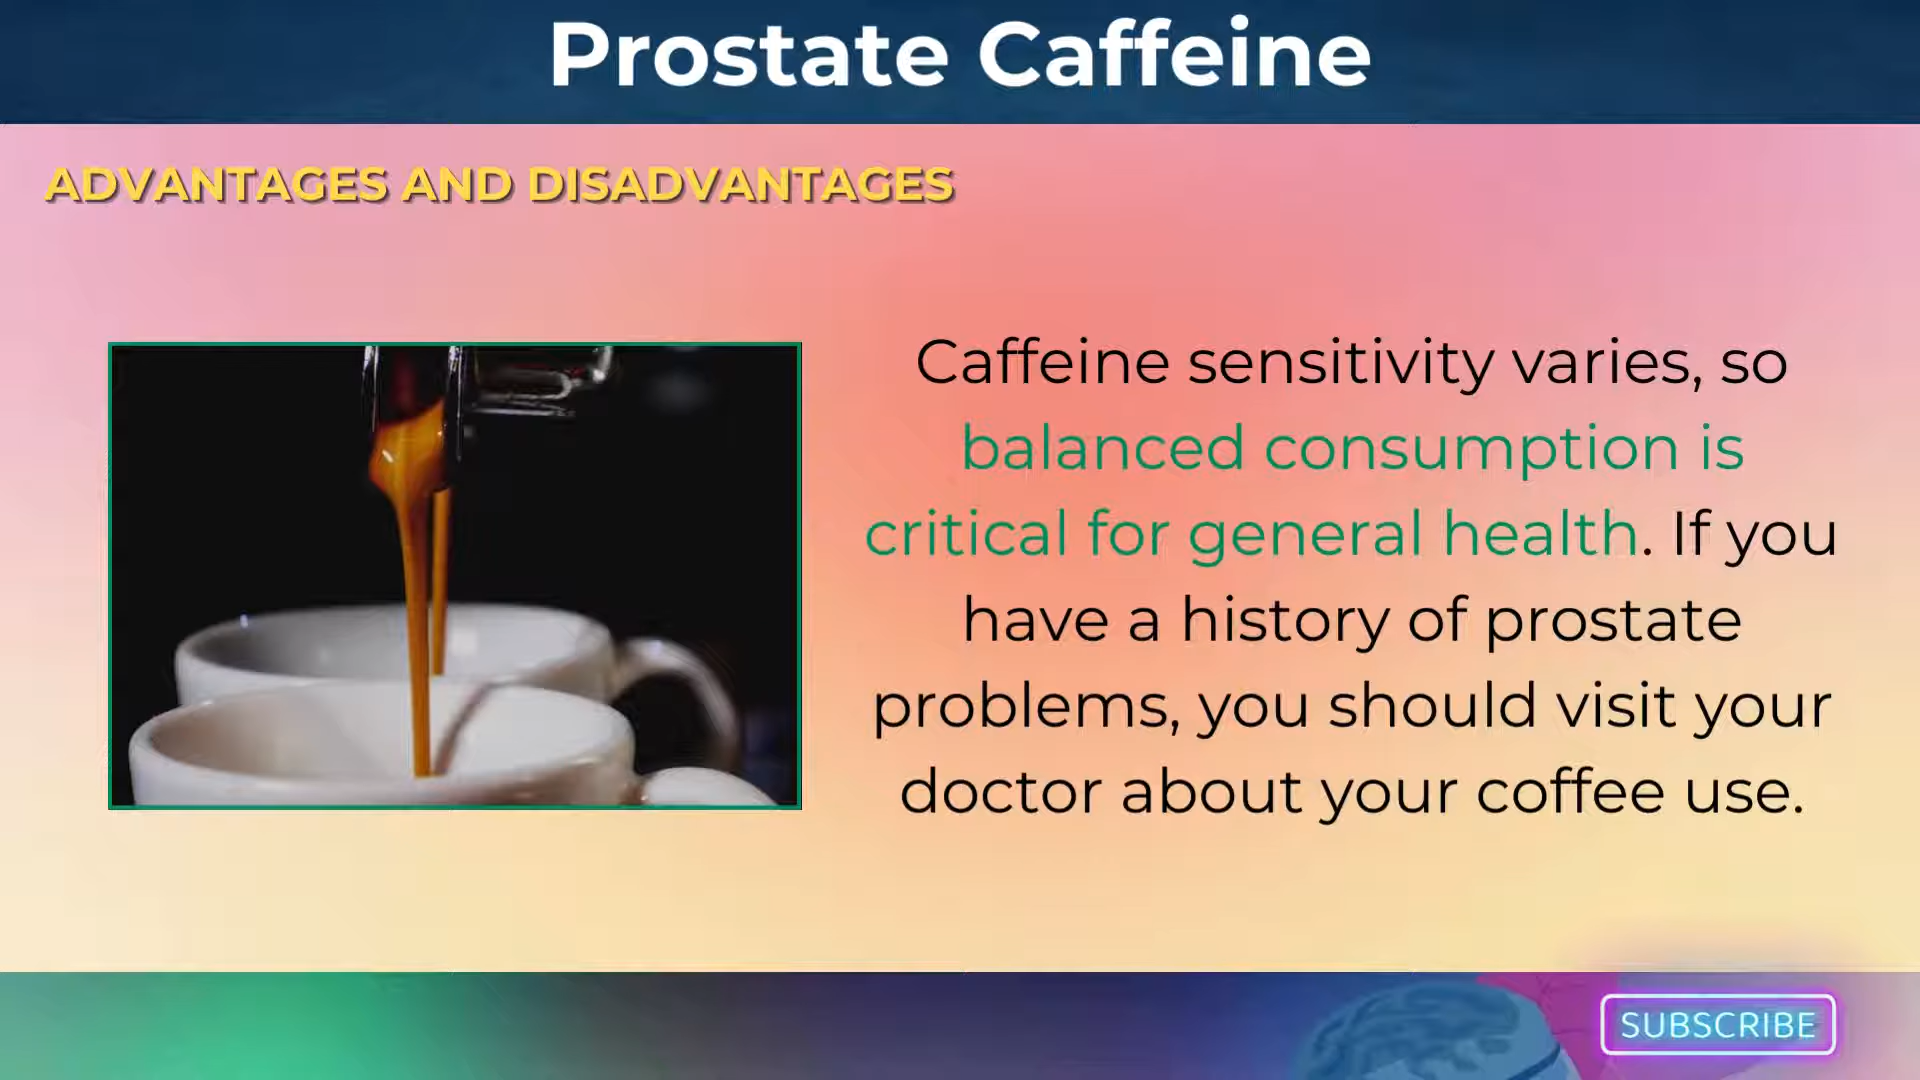 Prostate Caffeine
ADVANTAGES AND DISADVANTAGES
Caffeine sensitivity varies, so
balanced consumption is
critical for general health. If you
have a history of prostate
problems, you should visit your
doctor about your coffee use.
SUBSCRIBE